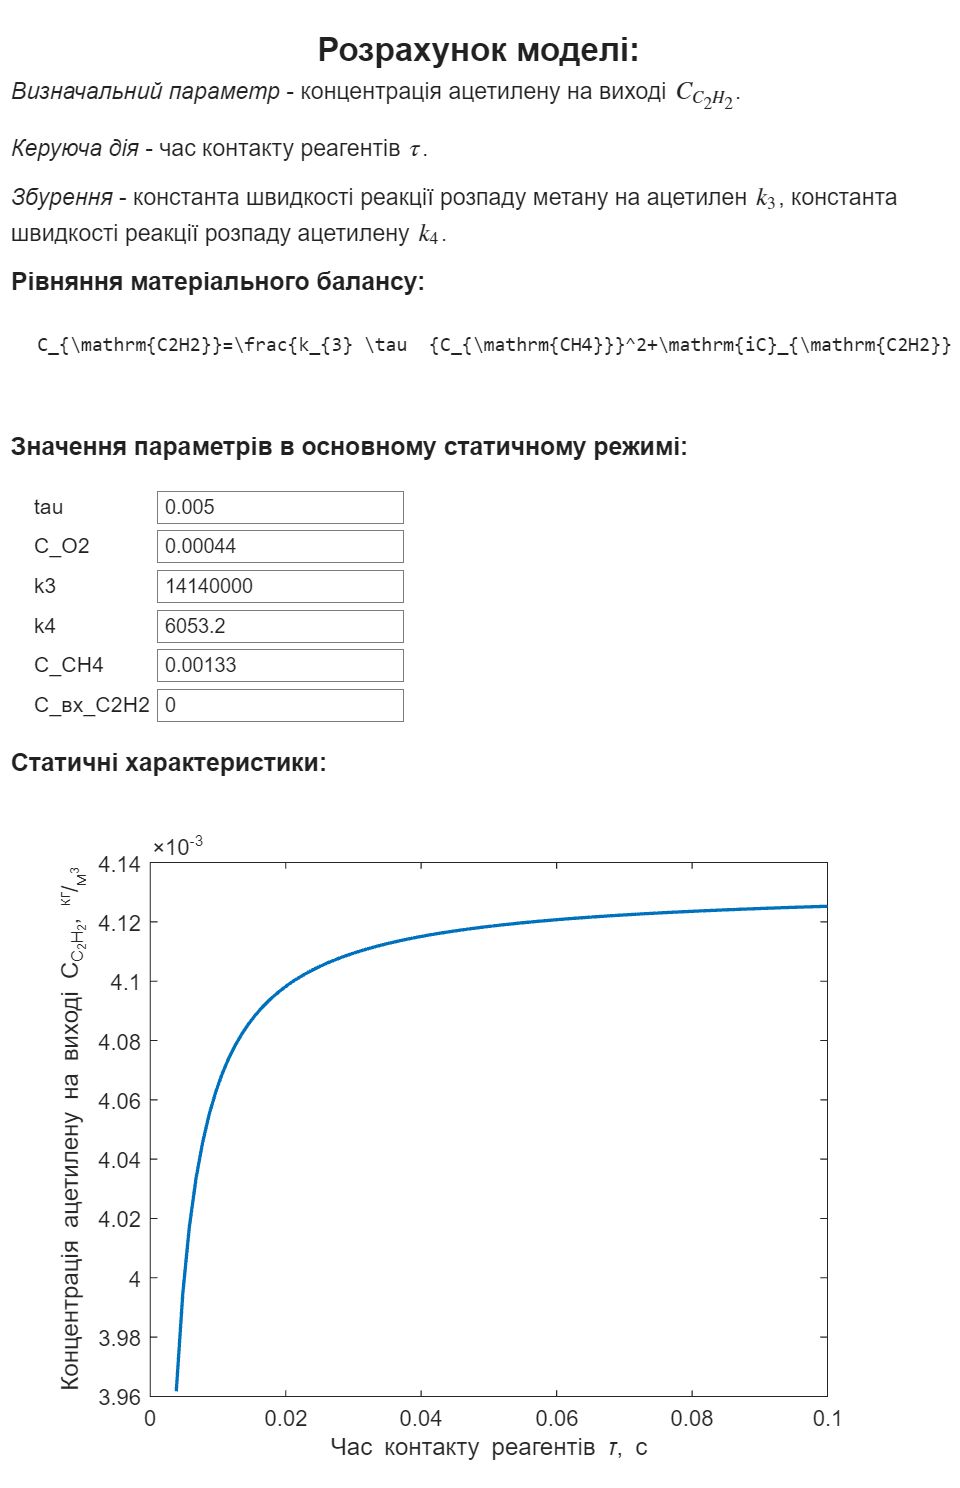 Розрахунок моделі:
Визначальний параметр - концентрація ацетилену на виході C_{C₂H₂}.
Керуюча дія - час контакту реагентів τ.
Збурення - константа швидкості реакції розпаду метану на ацетилен k₃, константа
швидкості реакції розпаду ацетилену k₄.
Рівняння матеріального балансу:
C_{\mathrm{C2H2}}=\frac{k_{3} \tau  {C_{\mathrm{CH4}}}^2+\mathrm{iC}_{\mathrm{C2H2}}
Значення параметрів в основному статичному режимі:
tau 0.005
C_O2 0.00044
k3 14140000
k4 6053.2
C_CH4 0.00133
C_вх_C2H2 0
Статичні характеристики:
×10⁻³
4.14
4.12
4.1
4.08
4.06
4.04
4.02
4
3.98
3.96
Концентрація ацетилену на виході C_{C₂H₂}, кг/м³
0 0.02 0.04 0.06 0.08 0.1
Час контакту реагентів τ, с